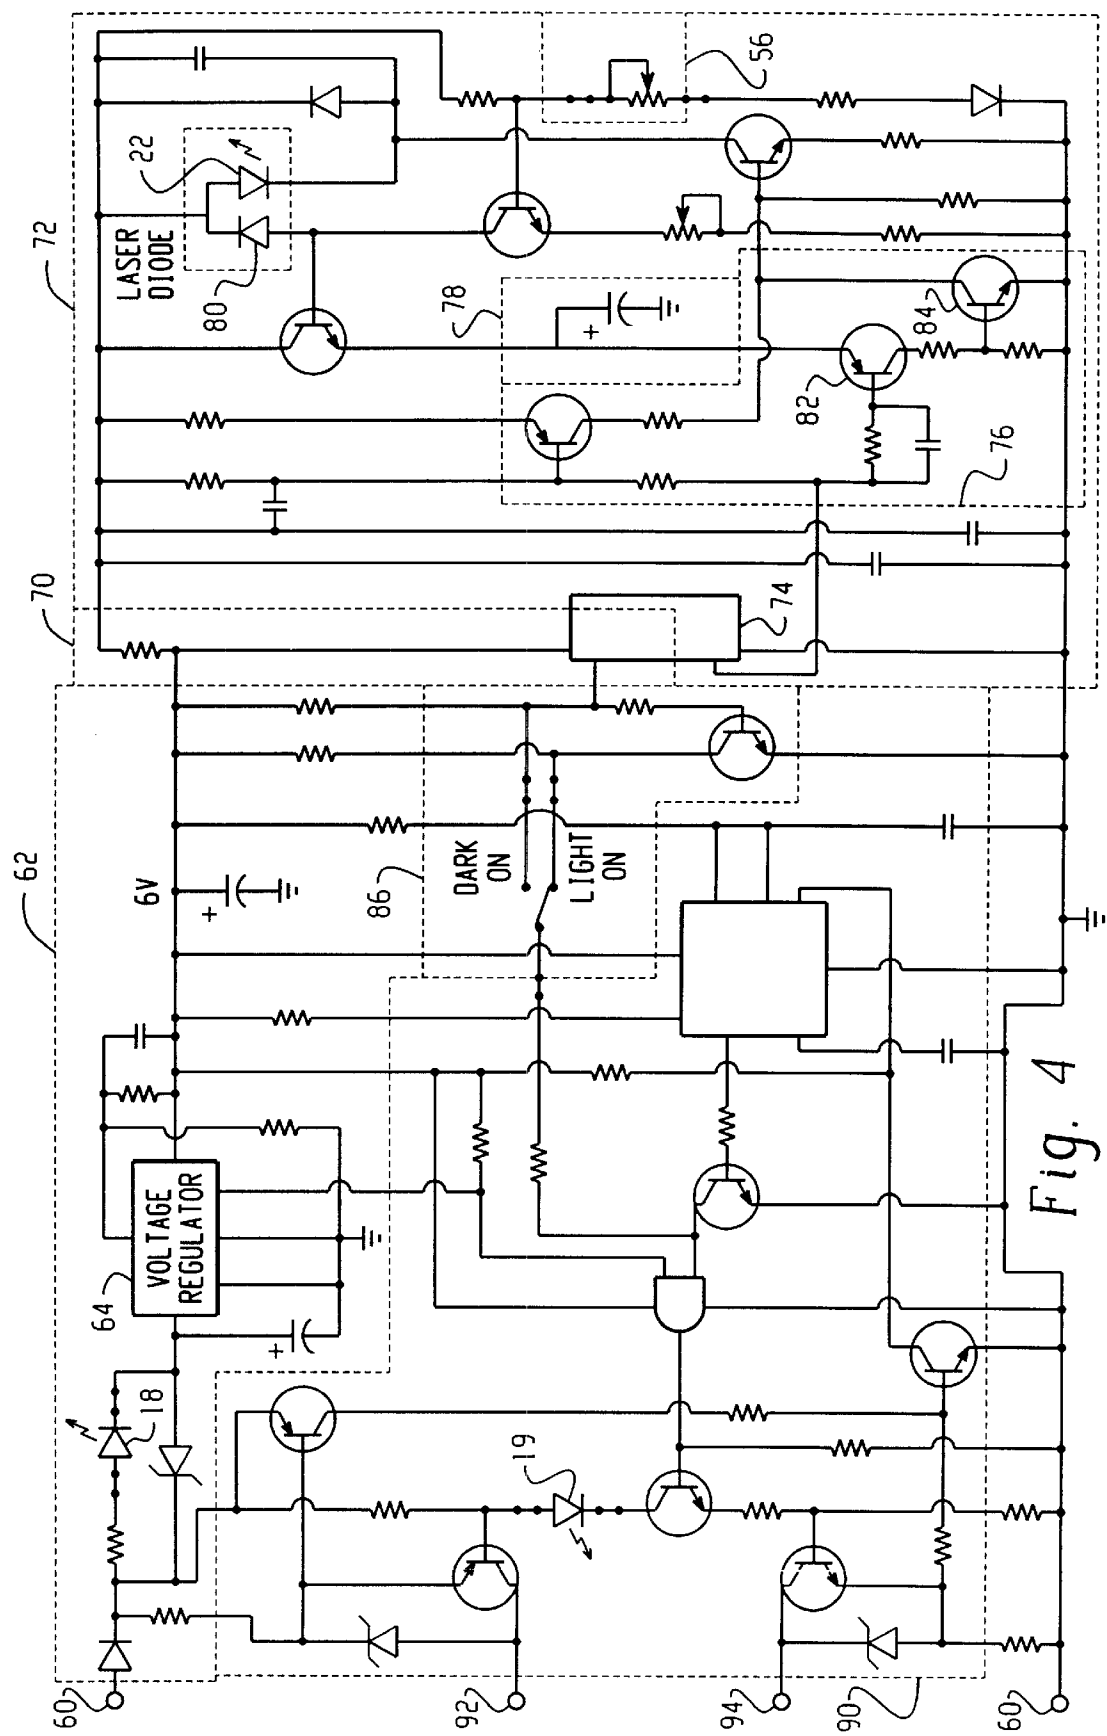 62
70
72
60
18
64
VOLTAGE
REGULATOR
6V
+
+
LASER
DIODE
22
80
92
19
86
DARK
ON
LIGHT
ON
78
+
56
94
74
82
84
76
90
60
Fig. 4